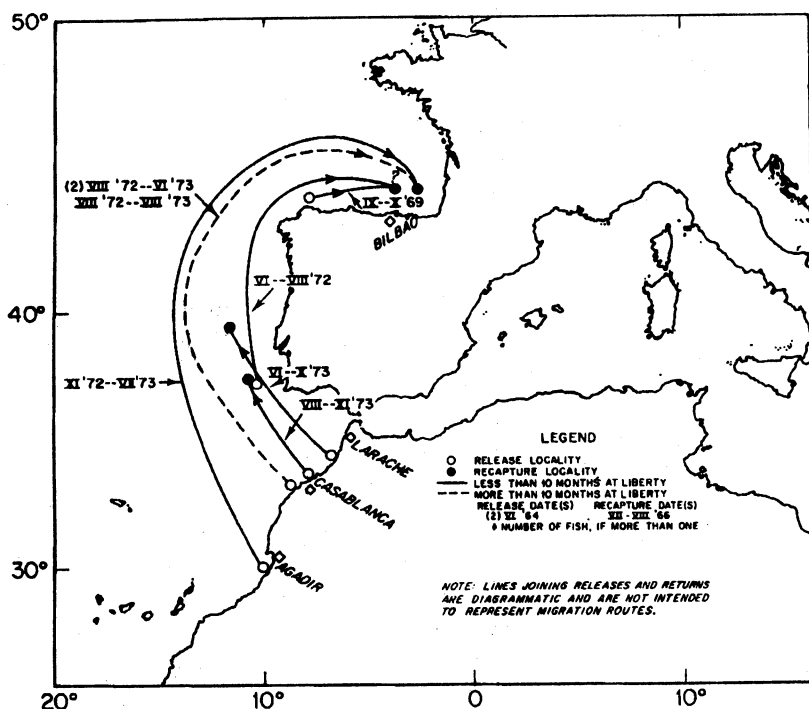 50°
(2) VIII '72--VI '73
VIII '72--VIII '73
IX--X '69
BILBAO
VI--VIII '72
40°
XI '72--VII '73
VI--X '73
VIII--XI '73
LARACHE
CASABLANCA
AGADIR
30°
LEGEND
RELEASE LOCALITY
RECAPTURE LOCALITY
LESS THAN 10 MONTHS AT LIBERTY
MORE THAN 10 MONTHS AT LIBERTY
RELEASE DATE(S) RECAPTURE DATE(S)
(2) VI '64 VII-VIII '66
NUMBER OF FISH, IF MORE THAN ONE
NOTE: LINES JOINING RELEASES AND RETURNS
ARE DIAGRAMMATIC AND ARE NOT INTENDED
TO REPRESENT MIGRATION ROUTES.
20° 10° 0 10°